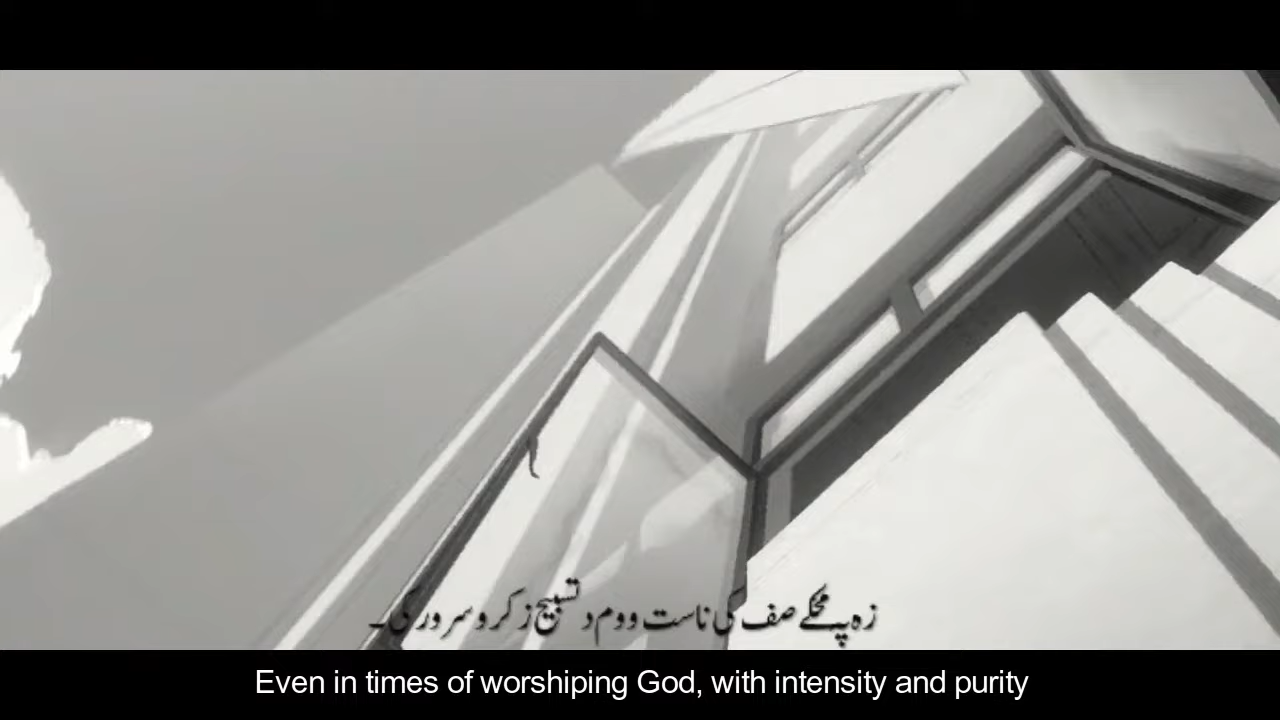 زہ پہ مخکے صف کی ناست ووم د تسبیح ز کر و سرور کی۔
Even in times of worshiping God, with intensity and purity